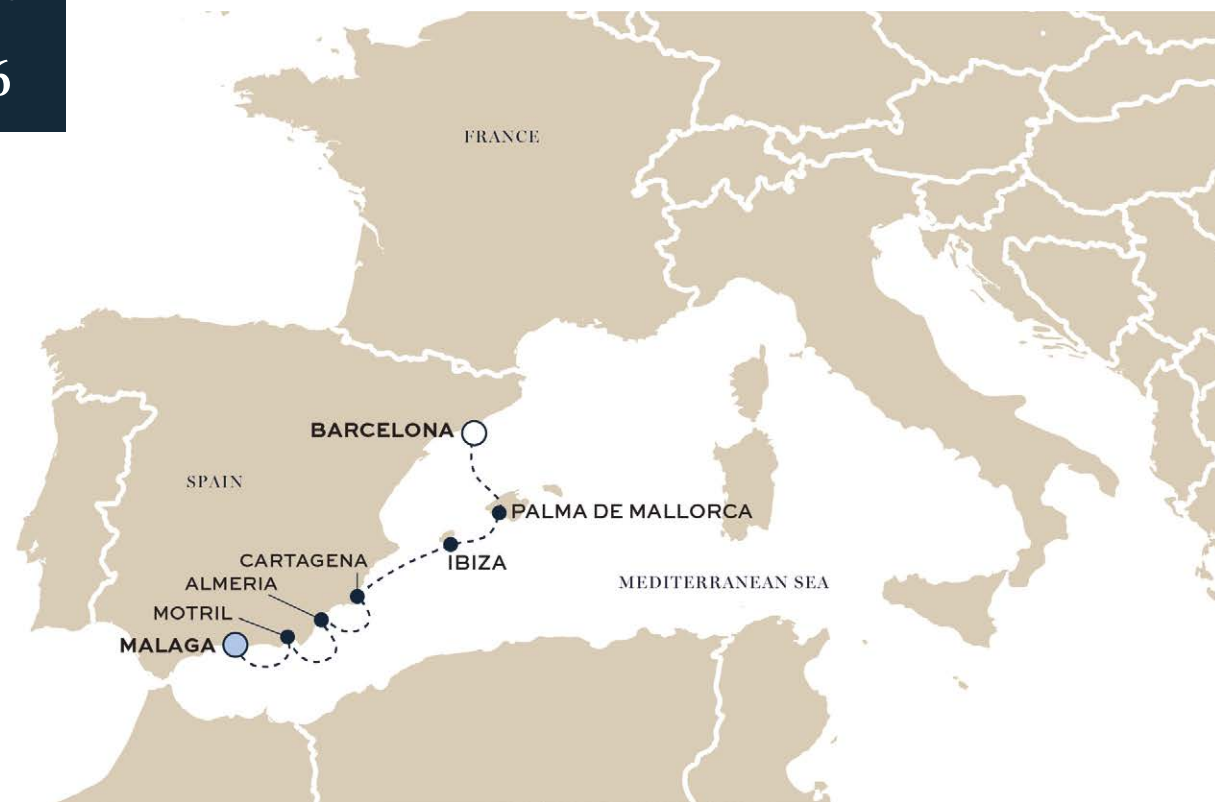 6
FRANCE
BARCELONA
SPAIN
PALMA DE MALLORCA
IBIZA
CARTAGENA
MEDITERRANEAN SEA
ALMERIA
MOTRIL
MALAGA